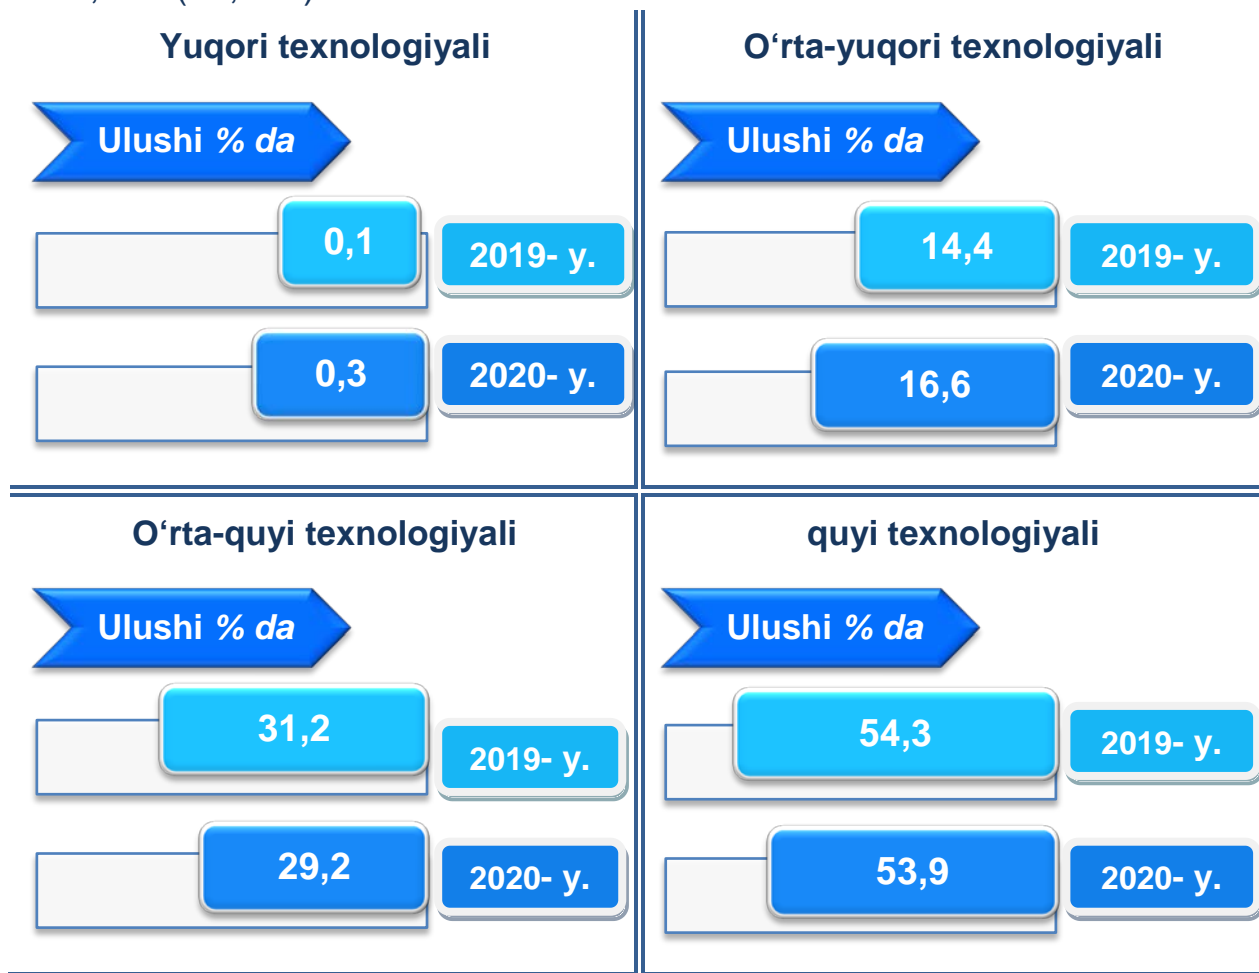 Yuqori texnologiyali
Ulushi % da
0,1
2019- y.
0,3
2020- y.
O‘rta-yuqori texnologiyali
Ulushi % da
14,4
2019- y.
16,6
2020- y.
O‘rta-quyi texnologiyali
Ulushi % da
31,2
2019- y.
29,2
2020- y.
quyi texnologiyali
Ulushi % da
54,3
2019- y.
53,9
2020- y.